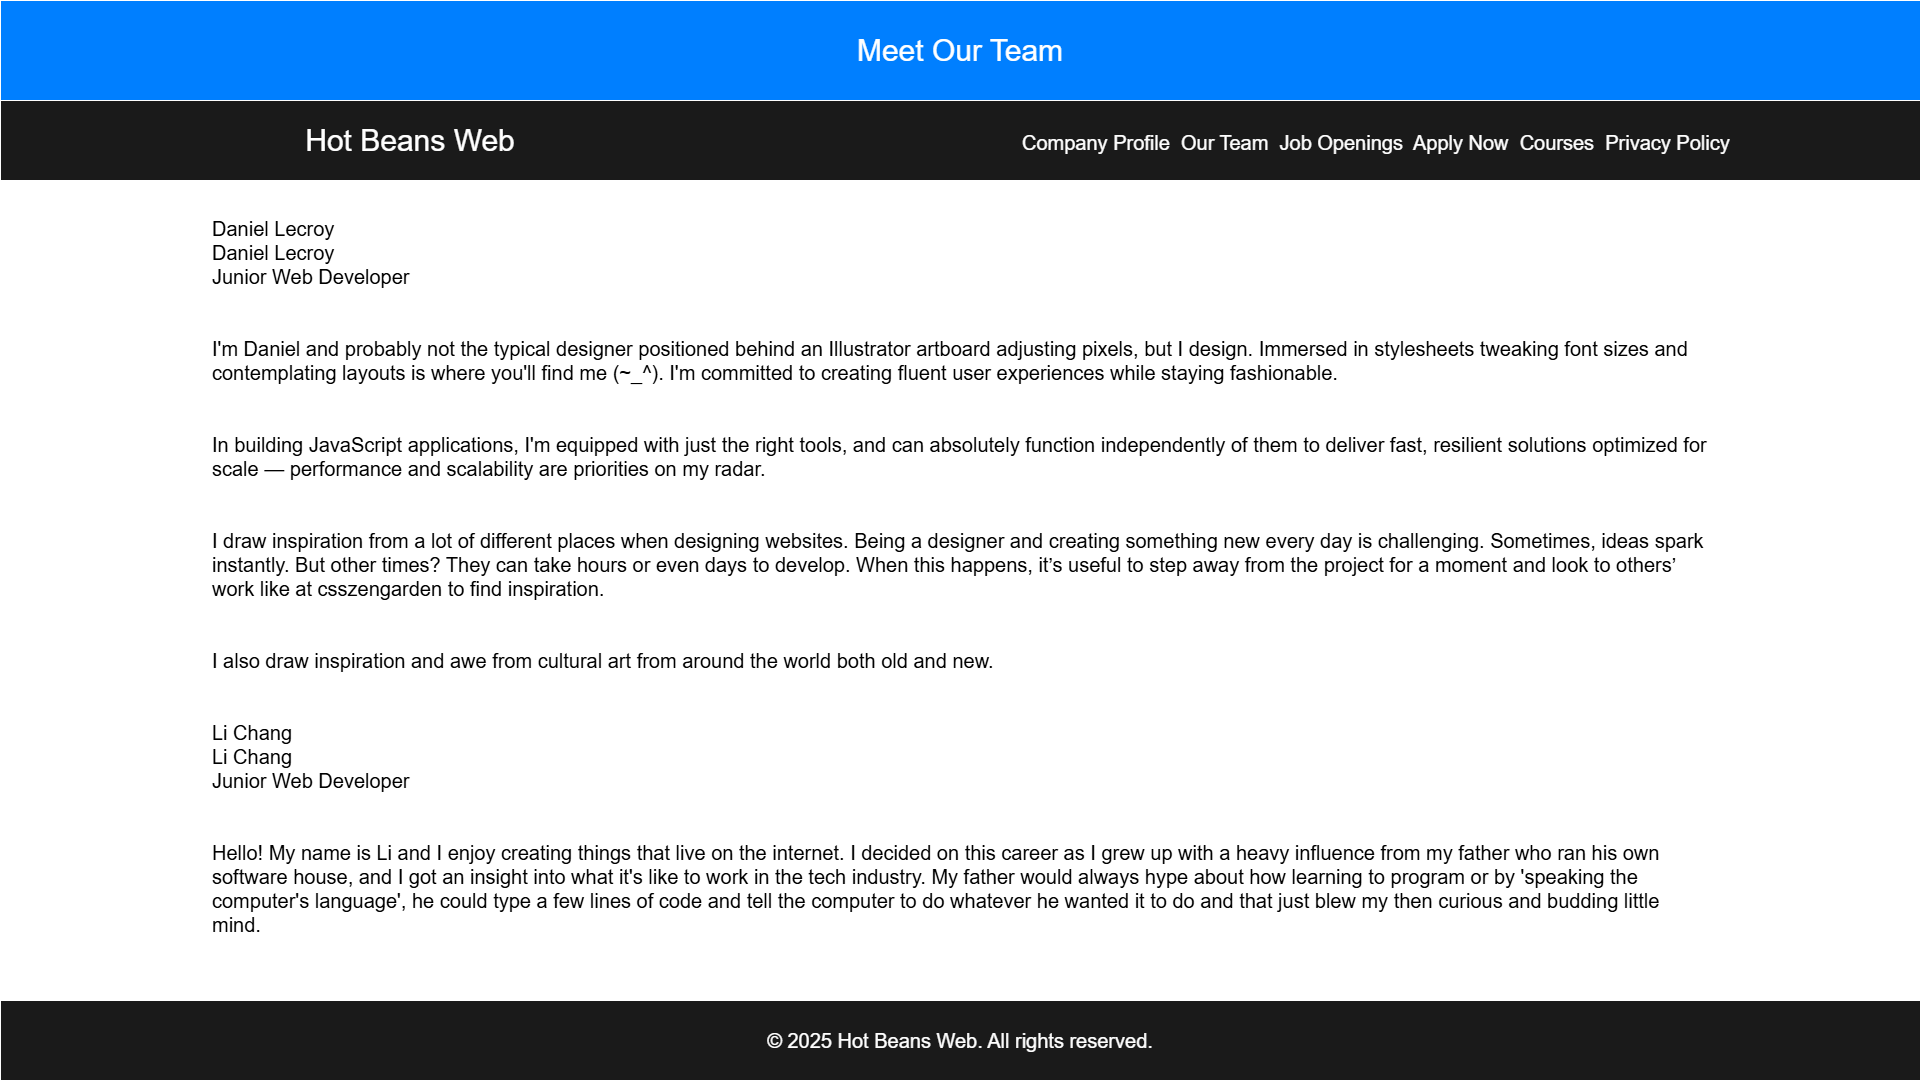 Meet Our Team
Hot Beans Web
Company Profile Our Team Job Openings Apply Now Courses Privacy Policy
Daniel Lecroy
Daniel Lecroy
Junior Web Developer
I'm Daniel and probably not the typical designer positioned behind an Illustrator artboard adjusting pixels, but I design. Immersed in stylesheets tweaking font sizes and
contemplating layouts is where you'll find me (~_^). I'm committed to creating fluent user experiences while staying fashionable.
In building JavaScript applications, I'm equipped with just the right tools, and can absolutely function independently of them to deliver fast, resilient solutions optimized for
scale — performance and scalability are priorities on my radar.
I draw inspiration from a lot of different places when designing websites. Being a designer and creating something new every day is challenging. Sometimes, ideas spark
instantly. But other times? They can take hours or even days to develop. When this happens, it’s useful to step away from the project for a moment and look to others’
work like at csszengarden to find inspiration.
I also draw inspiration and awe from cultural art from around the world both old and new.
Li Chang
Li Chang
Junior Web Developer
Hello! My name is Li and I enjoy creating things that live on the internet. I decided on this career as I grew up with a heavy influence from my father who ran his own
software house, and I got an insight into what it's like to work in the tech industry. My father would always hype about how learning to program or by 'speaking the
computer's language', he could type a few lines of code and tell the computer to do whatever he wanted it to do and that just blew my then curious and budding little
mind.
© 2025 Hot Beans Web. All rights reserved.